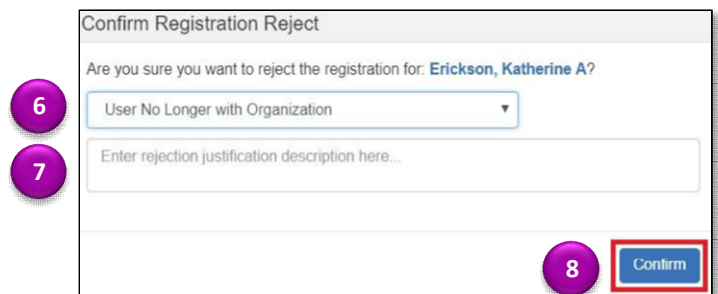 Confirm Registration Reject
Are you sure you want to reject the registration for: Erickson, Katherine A?
6
User No Longer with Organization
7
Enter rejection justification description here...
8
Confirm